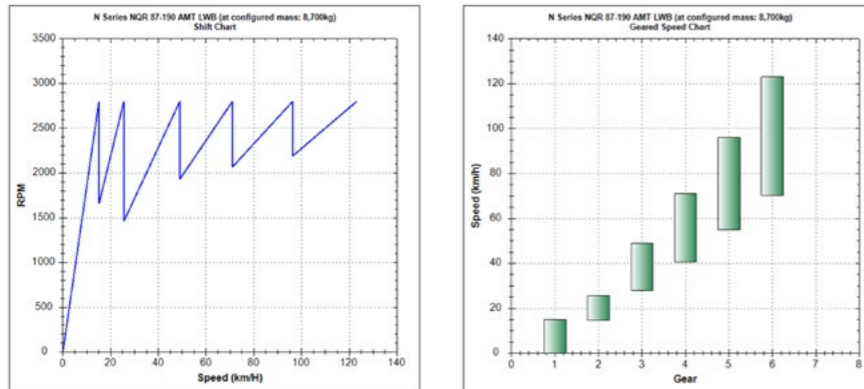 N Series NQR 87-190 AMT LWB (at configured mass: 8,700kg)
Shift Chart
3500
3000
2500
2000
1500
1000
500
0
RPM
0 20 40 60 80 100 120 140
Speed (km/H)
N Series NQR 87-190 AMT LWB (at configured mass: 8,700kg)
Geared Speed Chart
140
120
100
80
60
40
20
0
Speed (km/h)
0 1 2 3 4 5 6 7 8
Gear